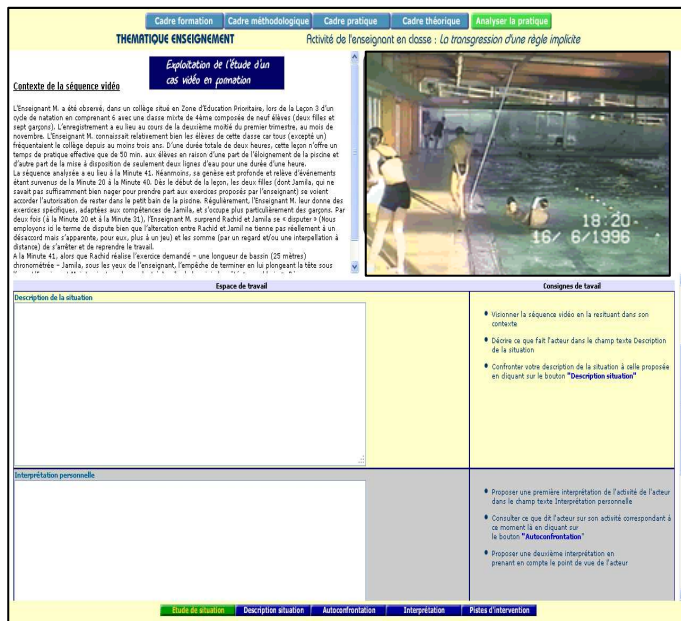 Cadre formation Cadre méthodologique Cadre pratique Cadre théorique Analyser la pratique
THEMATIQUE ENSEIGNEMENT Activité de l'enseignant en classe : La transgression d'une règle implicite
Exploitation de l'étude d'un
cas vidéo en formation
Contexte de la séquence vidéo
L'Enseignant M. a été observé, dans un collège situé en Zone d'Education Prioritaire, lors de la Leçon 3 d'un
cycle de natation en comprenant 6 avec une classe mixte de 4ème composée de neuf élèves (deux filles et
sept garçons). L'enregistrement a eu lieu au cours de la deuxième moitié du premier trimestre, au mois de
novembre. L'Enseignant M. connaissait relativement bien les élèves de cette classe car tous (excepté un)
fréquentaient le collège depuis au moins trois ans. D'une durée totale de deux heures, cette leçon n'offre un
temps de pratique effective que de 50 min. aux élèves en raison d'une part de l'éloignement de la piscine et
d'autre part de la mise à disposition de seulement deux lignes d'eau pour une durée d'une heure.
La séquence analysée a eu lieu à la Minute 41. Néanmoins, sa genèse est profonde et relève d'événements
étant survenus de la Minute 20 à la Minute 40. Dès le début de la leçon, les deux filles (dont Jamila, qui ne
savait pas suffisamment bien nager pour prendre part aux exercices proposés par l'enseignant) se voient
accorder l'autorisation de rester dans le petit bain de la piscine. Régulièrement, l'Enseignant M. leur donne des
exercices spécifiques, adaptées aux compétences de Jamila, et s'occupe plus particulièrement des garçons. Par
deux fois (à la Minute 20 et à la Minute 31), l'Enseignant M. surprend Rachid et Jamila se « disputer » (Nous
employons ici le terme de dispute bien que l'altercation entre Rachid et Jamil ne tienne pas réellement à un
désaccord mais s'apparente, pour eux, plus à un jeu) et les somme (par un regard et/ou une interpellation à
distance) de s'arrêter et de reprendre le travail.
A la Minute 41, alors que Rachid réalise l'exercice demandé – une longueur de bassin (25 mètres)
chronométrée – Jamila, sous les yeux de l'enseignant, l'empêche de terminer en lui plongeant la tête sous
18:20
16/ 6/1996
Espace de travail Consignes de tavail
Description de la situation
Visionner la séquence vidéo en la resituant dans son
contexte
Décrire ce que fait l'acteur dans le champ texte Description
de la situation
Confronter votre description de la situation à celle proposée
en cliquant sur le bouton "Description situation"
Interprétation personnelle
Proposer une première interprétation de l'activité de l'acteur
dans le champ texte Interprétation personnelle
Consulter ce que dit l'acteur sur son activité correspondant à
ce moment là en cliquant sur
le bouton "Autoconfrontation"
Proposer une deuxième interprétation en
prenant en compte le point de vue de l'acteur
Etude de situation Description situation Autoconfrontation Interprétation Pistes d'intervention